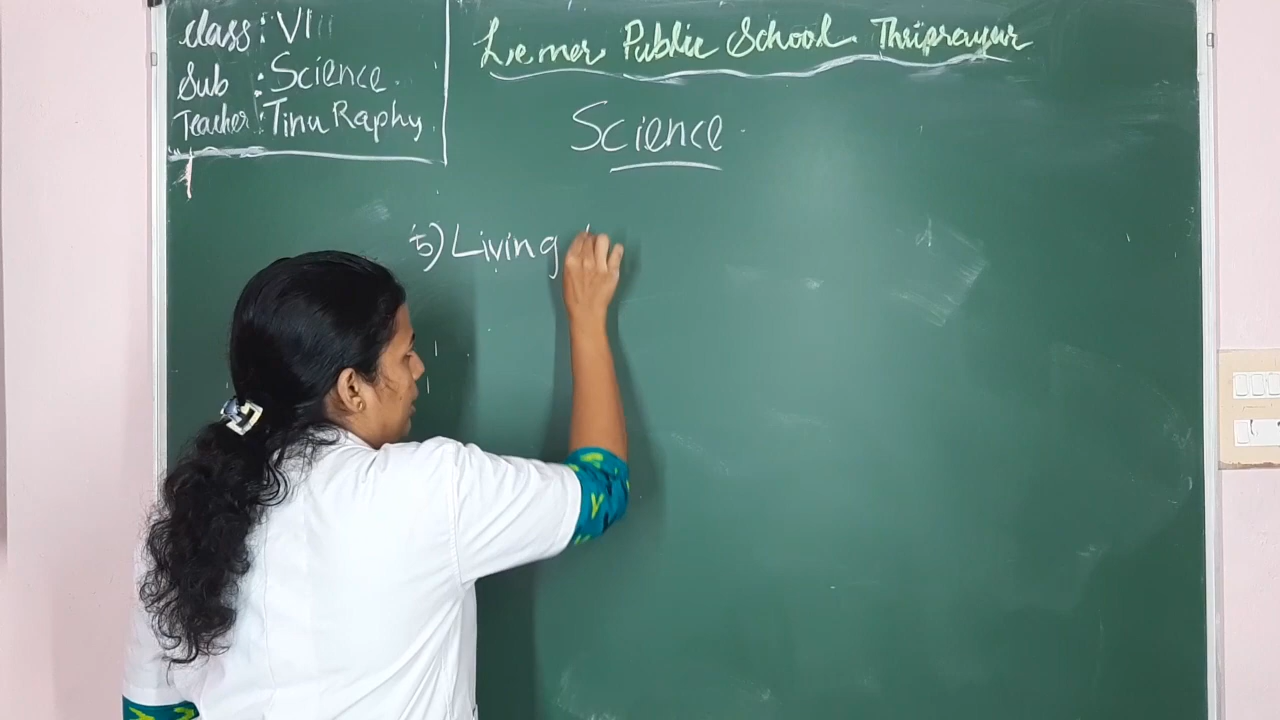 Class : VI
Sub : Science.
Teacher : Tinu Raphy
Lemer Public School Thriprayar
Science
5) Living